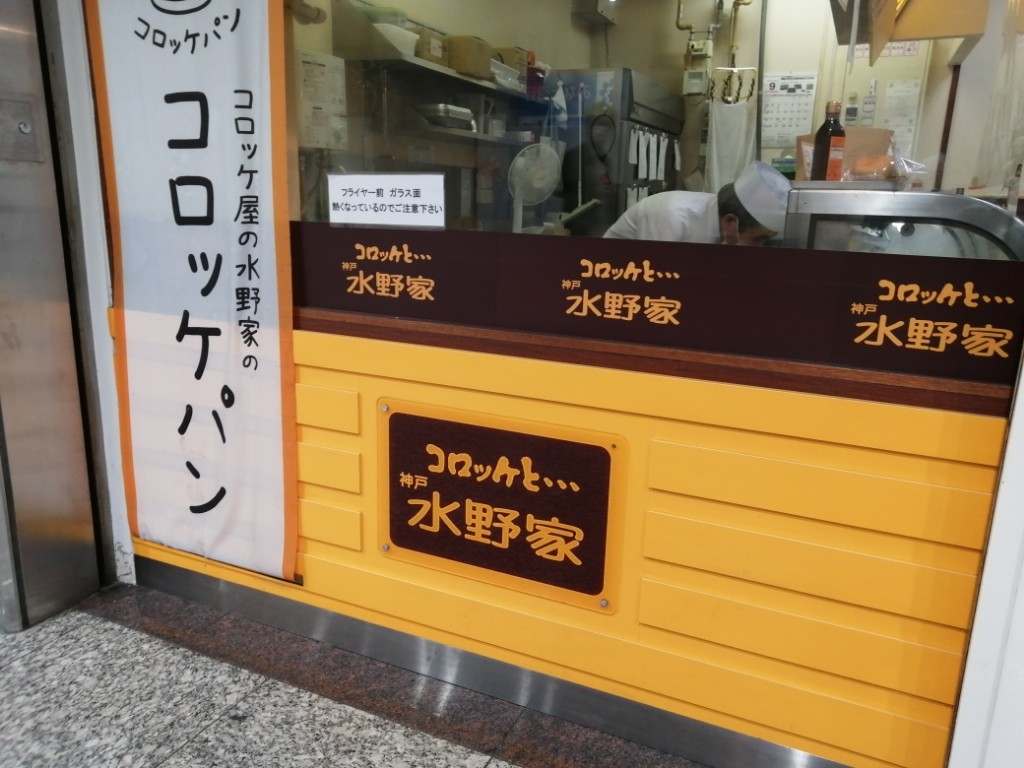 コロッケパン
コロッケ屋の水野家の
コロッケパン
フライヤー前 ガラス面
熱くなっているのでご注意下さい
9
コロッケと…
神戸
水野家
コロッケと…
神戸
水野家
コロッケと…
神戸
水野家
コロッケと…
神戸
水野家